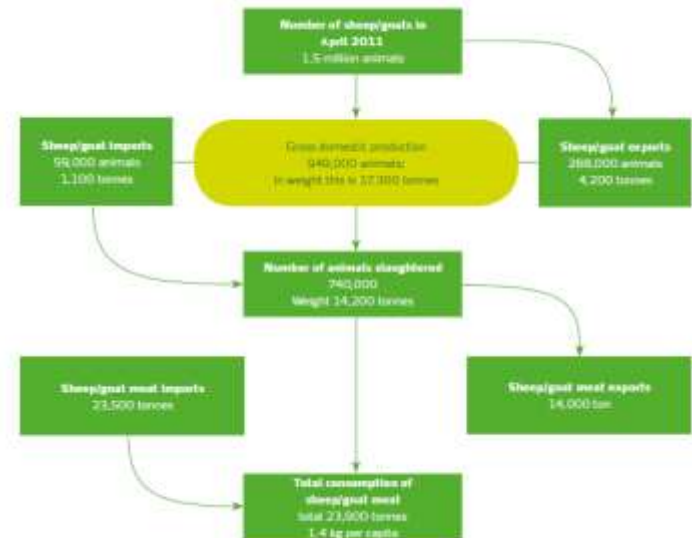 Number of sheep/goats in
April 2011
1.5 million animals
Sheep/goat imports
59,000 animals
1,100 tonnes
Gross domestic production
949,000 animals;
In weight this is 17,300 tonnes
Sheep/goat exports
268,000 animals
4,200 tonnes
Number of animals slaughtered
740,000
Weight 14,200 tonnes
Sheep/goat meat imports
23,500 tonnes
Sheep/goat meat exports
14,000 ton
Total consumption of
sheep/goat meat
total 23,900 tonnes
1.4 kg per capita